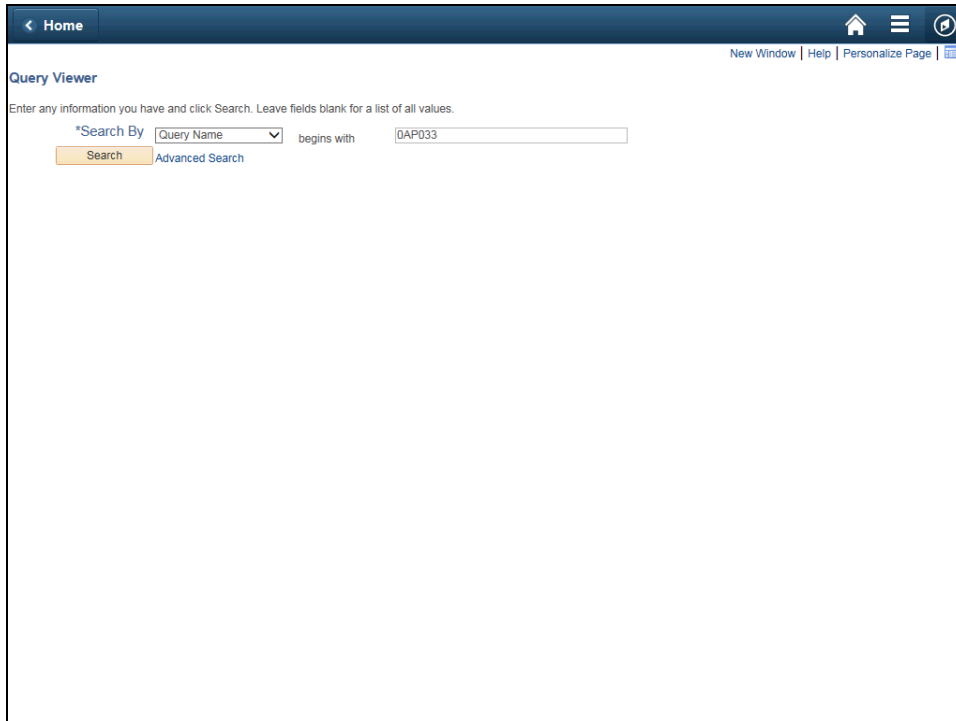 Home
New Window | Help | Personalize Page |
Query Viewer
Enter any information you have and click Search. Leave fields blank for a list of all values.
*Search By Query Name begins with 0AP033
Search Advanced Search